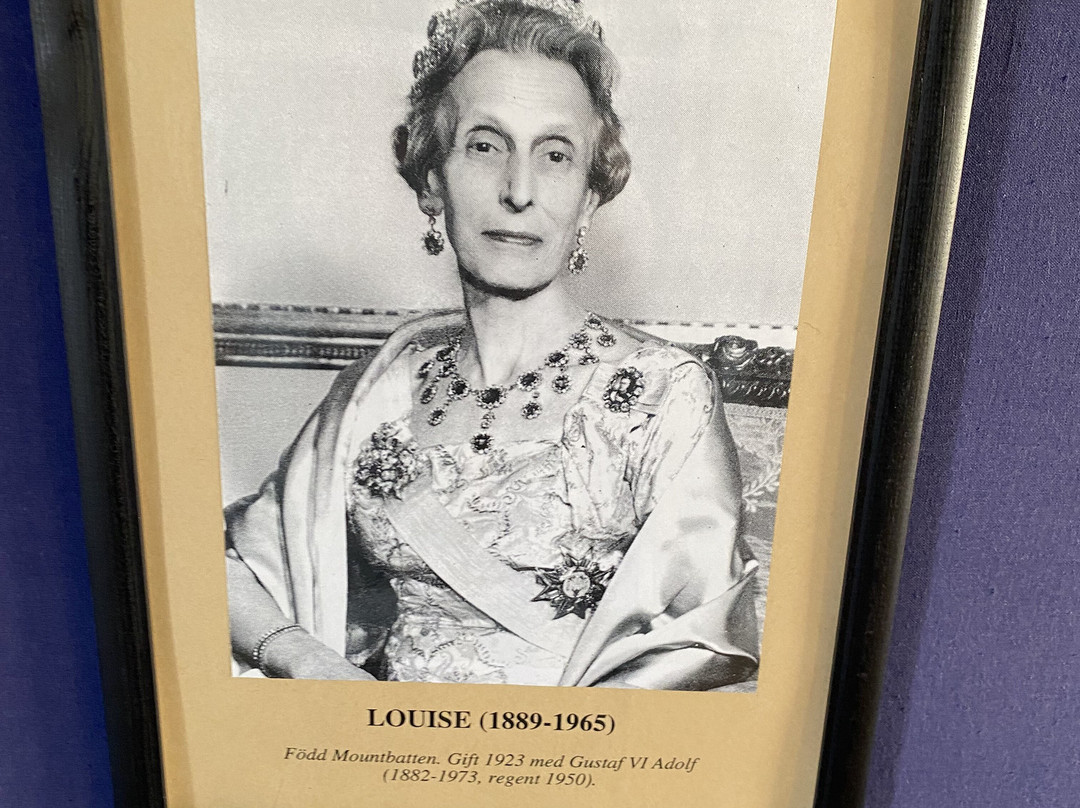 LOUISE (1889-1965)
Född Mountbatten. Gift 1923 med Gustaf VI Adolf
(1882-1973, regent 1950).